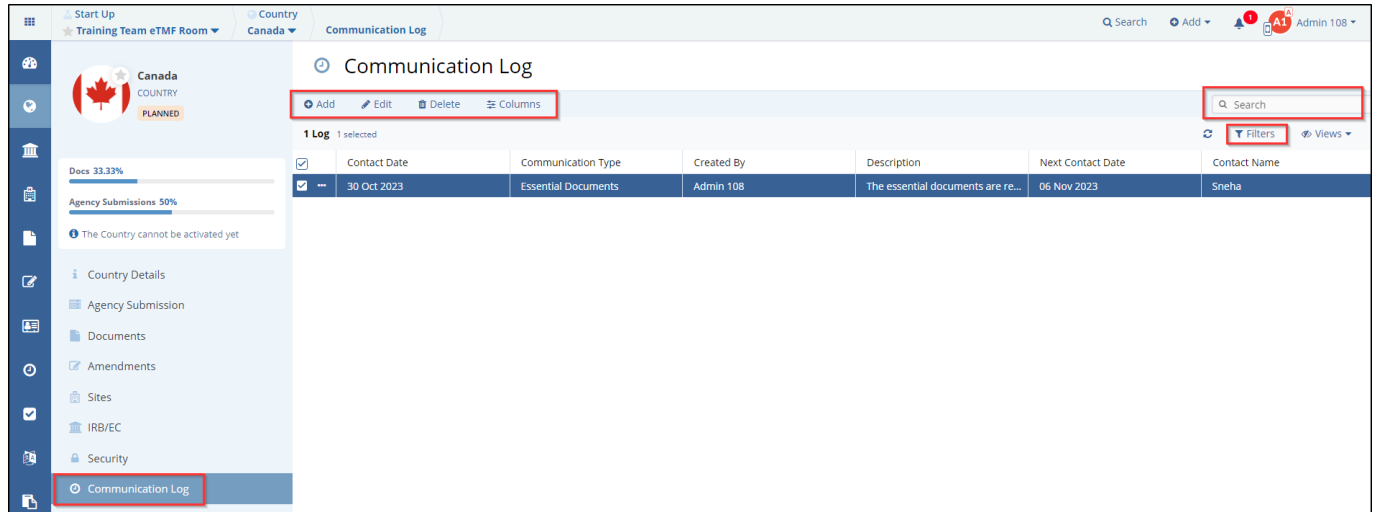 Start Up
Training Team eTMF Room
Country
Canada
Communication Log
Search
Add
1
A
A1
Admin 108
Canada
COUNTRY
PLANNED
Docs 33.33%
Agency Submissions 50%
The Country cannot be activated yet
Country Details
Agency Submission
Documents
Amendments
Sites
IRB/EC
Security
Communication Log
Communication Log
Add Edit Delete Columns
Search
1 Log 1 selected
Filters Views
Contact Date Communication Type Created By Description Next Contact Date Contact Name
30 Oct 2023 Essential Documents Admin 108 The essential documents are re... 06 Nov 2023 Sneha